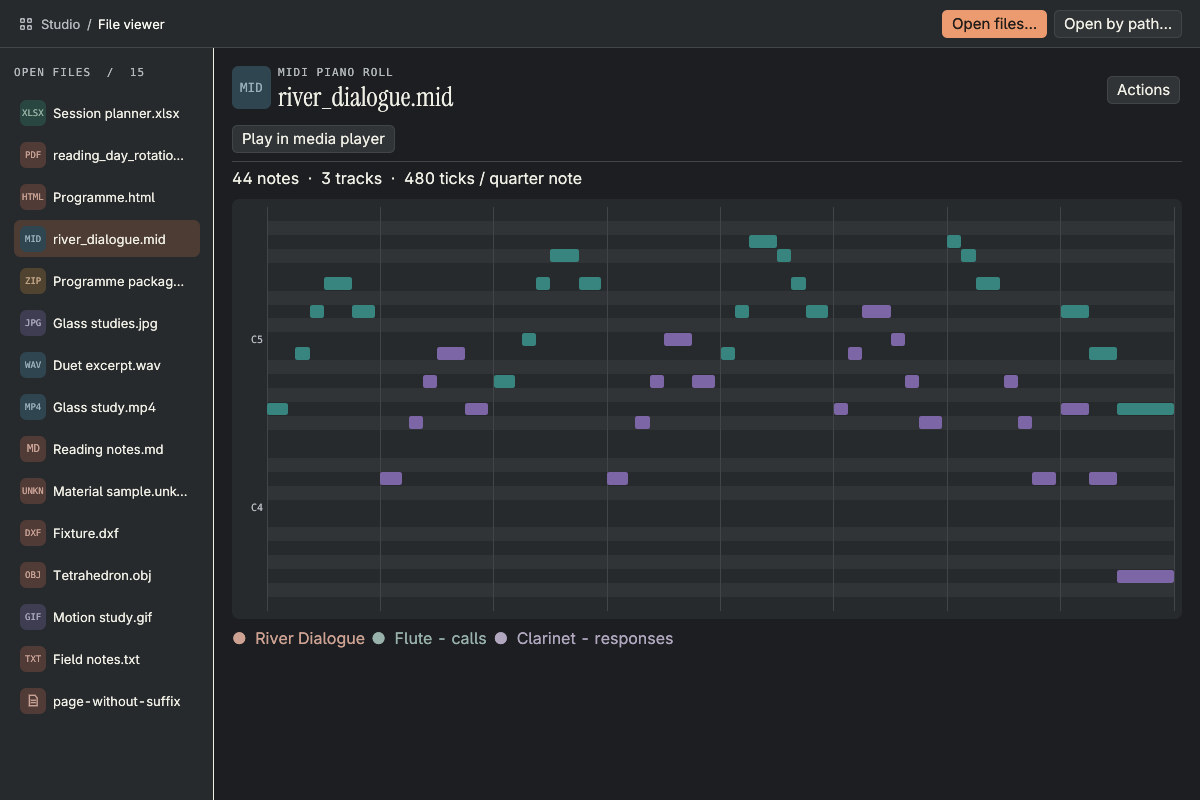 Studio / File viewer
Open files...
Open by path...
OPEN FILES / 15
XLSX Session planner.xlsx
PDF reading_day_rotatio...
HTML Programme.html
MID river_dialogue.mid
ZIP Programme packag...
JPG Glass studies.jpg
WAV Duet excerpt.wav
MP4 Glass study.mp4
MD Reading notes.md
UNKN Material sample.unk...
DXF Fixture.dxf
OBJ Tetrahedron.obj
GIF Motion study.gif
TXT Field notes.txt
page-without-suffix
MID
MIDI PIANO ROLL
river_dialogue.mid
Actions
Play in media player
44 notes · 3 tracks · 480 ticks / quarter note
C5
C4
River Dialogue Flute - calls Clarinet - responses